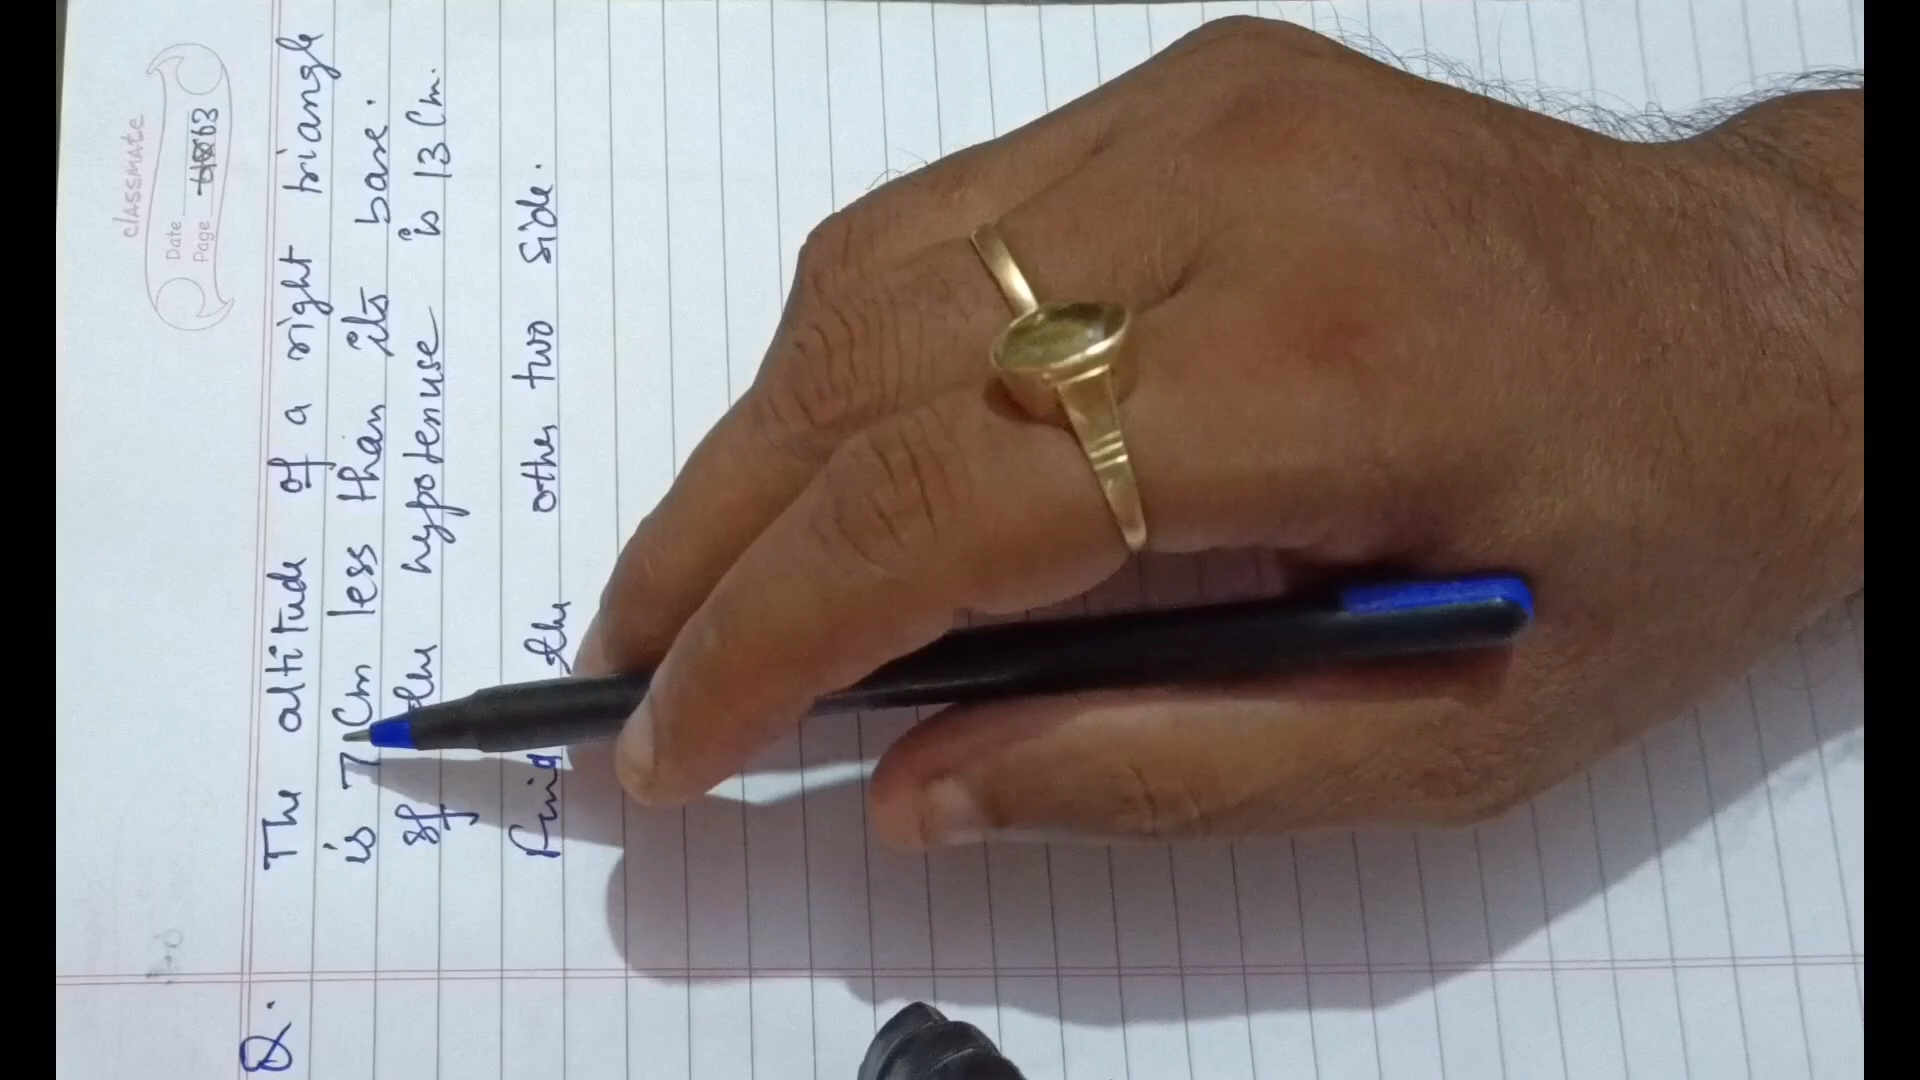 classmate
Date
Page
Q. The altitude of a right triangle
is 7 Cm less than its base.
If the hypotenuse is 13 Cm.
Find the other two side.